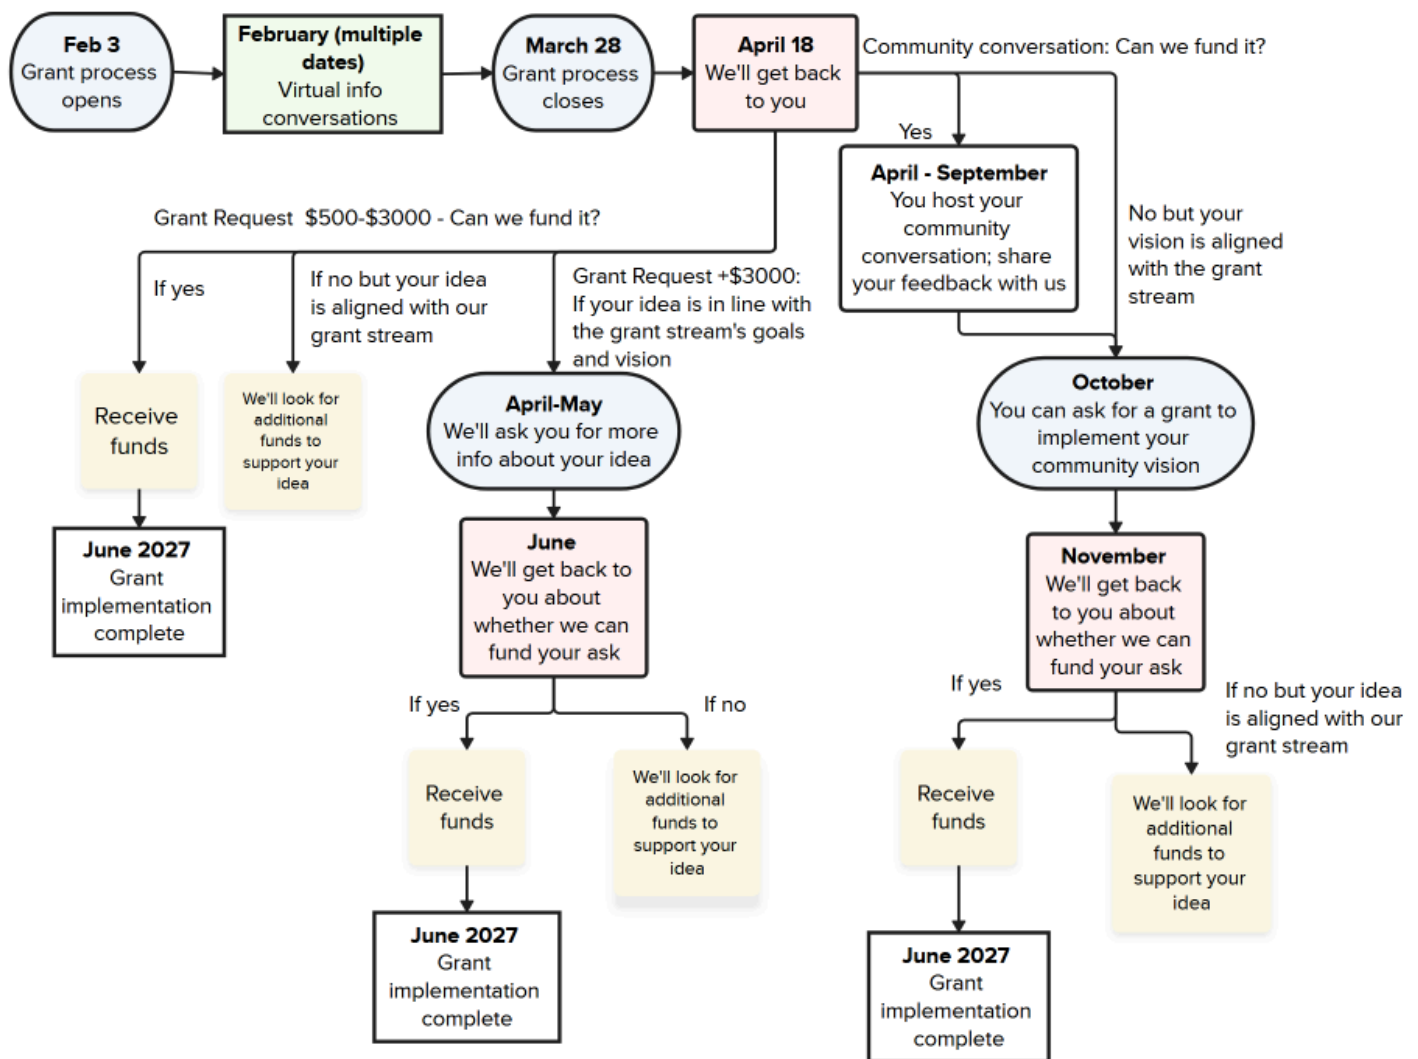 Feb 3
Grant process
opens
February (multiple
dates)
Virtual info
conversations
March 28
Grant process
closes
April 18
We'll get back
to you
Community conversation: Can we fund it?
Yes
April - September
You host your
community
conversation; share
your feedback with us
No but your
vision is aligned
with the grant
stream
Grant Request  $500-$3000 - Can we fund it?
If yes
If no but your idea
is aligned with our
grant stream
Grant Request +$3000:
If your idea is in line with
the grant stream's goals
and vision
Receive
funds
We'll look for
additional
funds to
support your
idea
April-May
We'll ask you for more
info about your idea
October
You can ask for a grant to
implement your
community vision
June 2027
Grant
implementation
complete
June
We'll get back to
you about
whether we can
fund your ask
November
We'll get back
to you about
whether we can
fund your ask
If yes
If no
If yes
If no but your idea
is aligned with our
grant stream
Receive
funds
We'll look for
additional
funds to
support your
idea
Receive
funds
We'll look for
additional
funds to
support your
idea
June 2027
Grant
implementation
complete
June 2027
Grant
implementation
complete